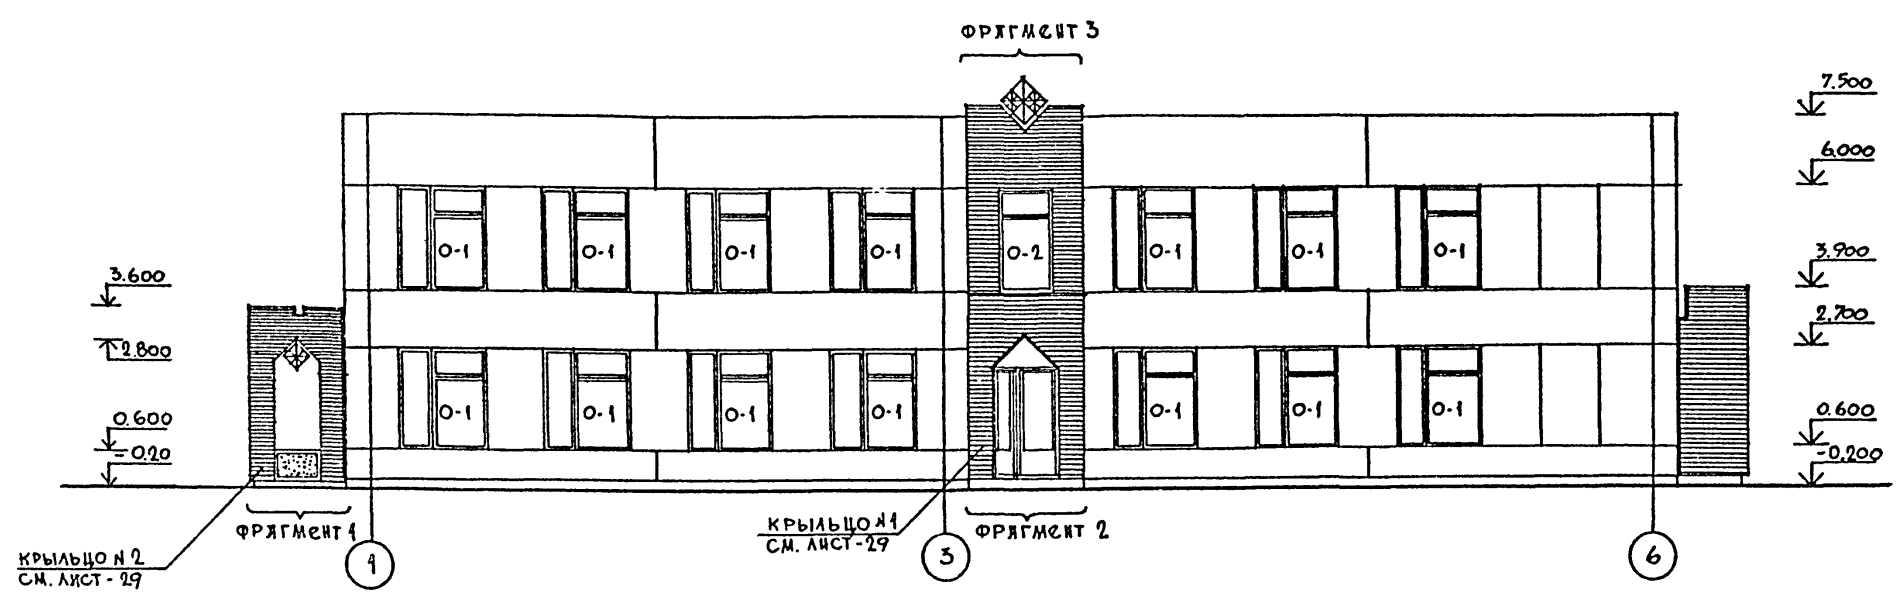 ФРАГМЕНТ 3
7.500
6.000
3.900
2.700
0.600
-0.200
3.600
2.800
0.600
-0.20
О-1 О-1 О-1 О-1 О-2 О-1 О-1 О-1
О-1 О-1 О-1 О-1 О-1 О-1 О-1
ФРАГМЕНТ 1
КРЫЛЬЦО N2
СМ. ЛИСТ-29
КРЫЛЬЦО N1
СМ. ЛИСТ-29
ФРАГМЕНТ 2
1 3 6